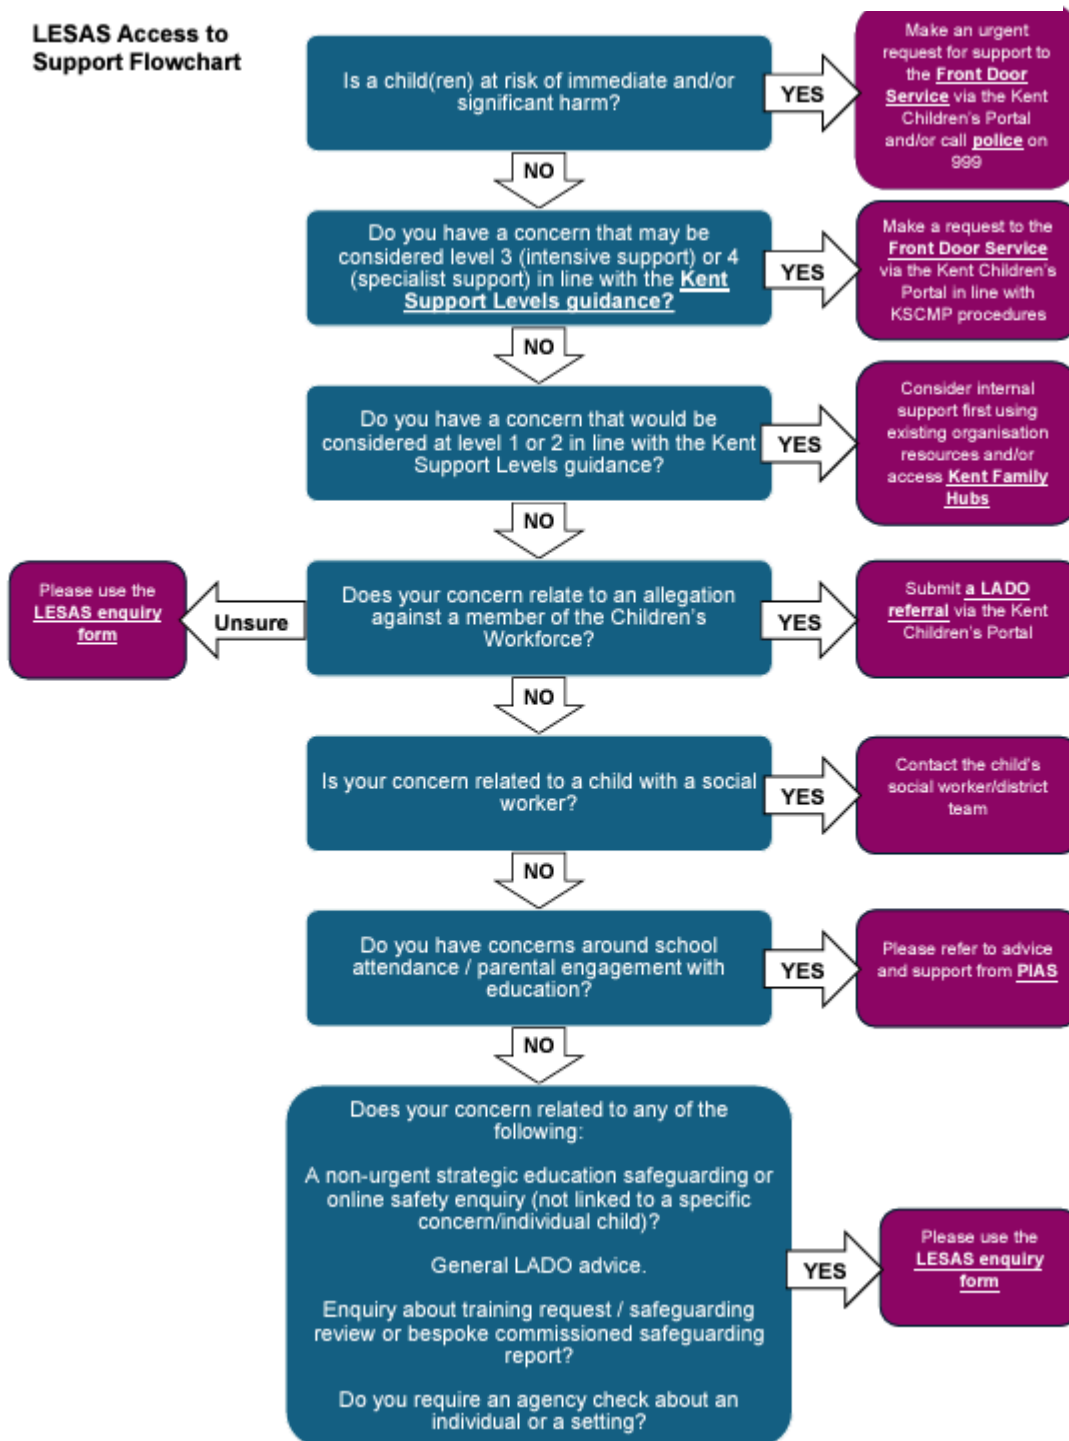 LESAS Access to
Support Flowchart
Is a child(ren) at risk of immediate and/or
significant harm?
YES
Make an urgent
request for support to
the Front Door
Service via the Kent
Children's Portal
and/or call police on
999
NO
Do you have a concern that may be
considered level 3 (intensive support) or 4
(specialist support) in line with the Kent
Support Levels guidance?
YES
Make a request to the
Front Door Service
via the Kent Children's
Portal in line with
KSCMP procedures
NO
Do you have a concern that would be
considered at level 1 or 2 in line with the Kent
Support Levels guidance?
YES
Consider internal
support first using
existing organisation
resources and/or
access Kent Family
Hubs
NO
Please use the
LESAS enquiry
form
Unsure
Does your concern relate to an allegation
against a member of the Children's
Workforce?
YES
Submit a LADO
referral via the Kent
Children's Portal
NO
Is your concern related to a child with a social
worker?
YES
Contact the child's
social worker/district
team
NO
Do you have concerns around school
attendance / parental engagement with
education?
YES
Please refer to advice
and support from PIAS
NO
Does your concern related to any of the
following:
A non-urgent strategic education safeguarding or
online safety enquiry (not linked to a specific
concern/individual child)?
General LADO advice.
Enquiry about training request / safeguarding
review or bespoke commissioned safeguarding
report?
Do you require an agency check about an
individual or a setting?
YES
Please use the
LESAS enquiry
form